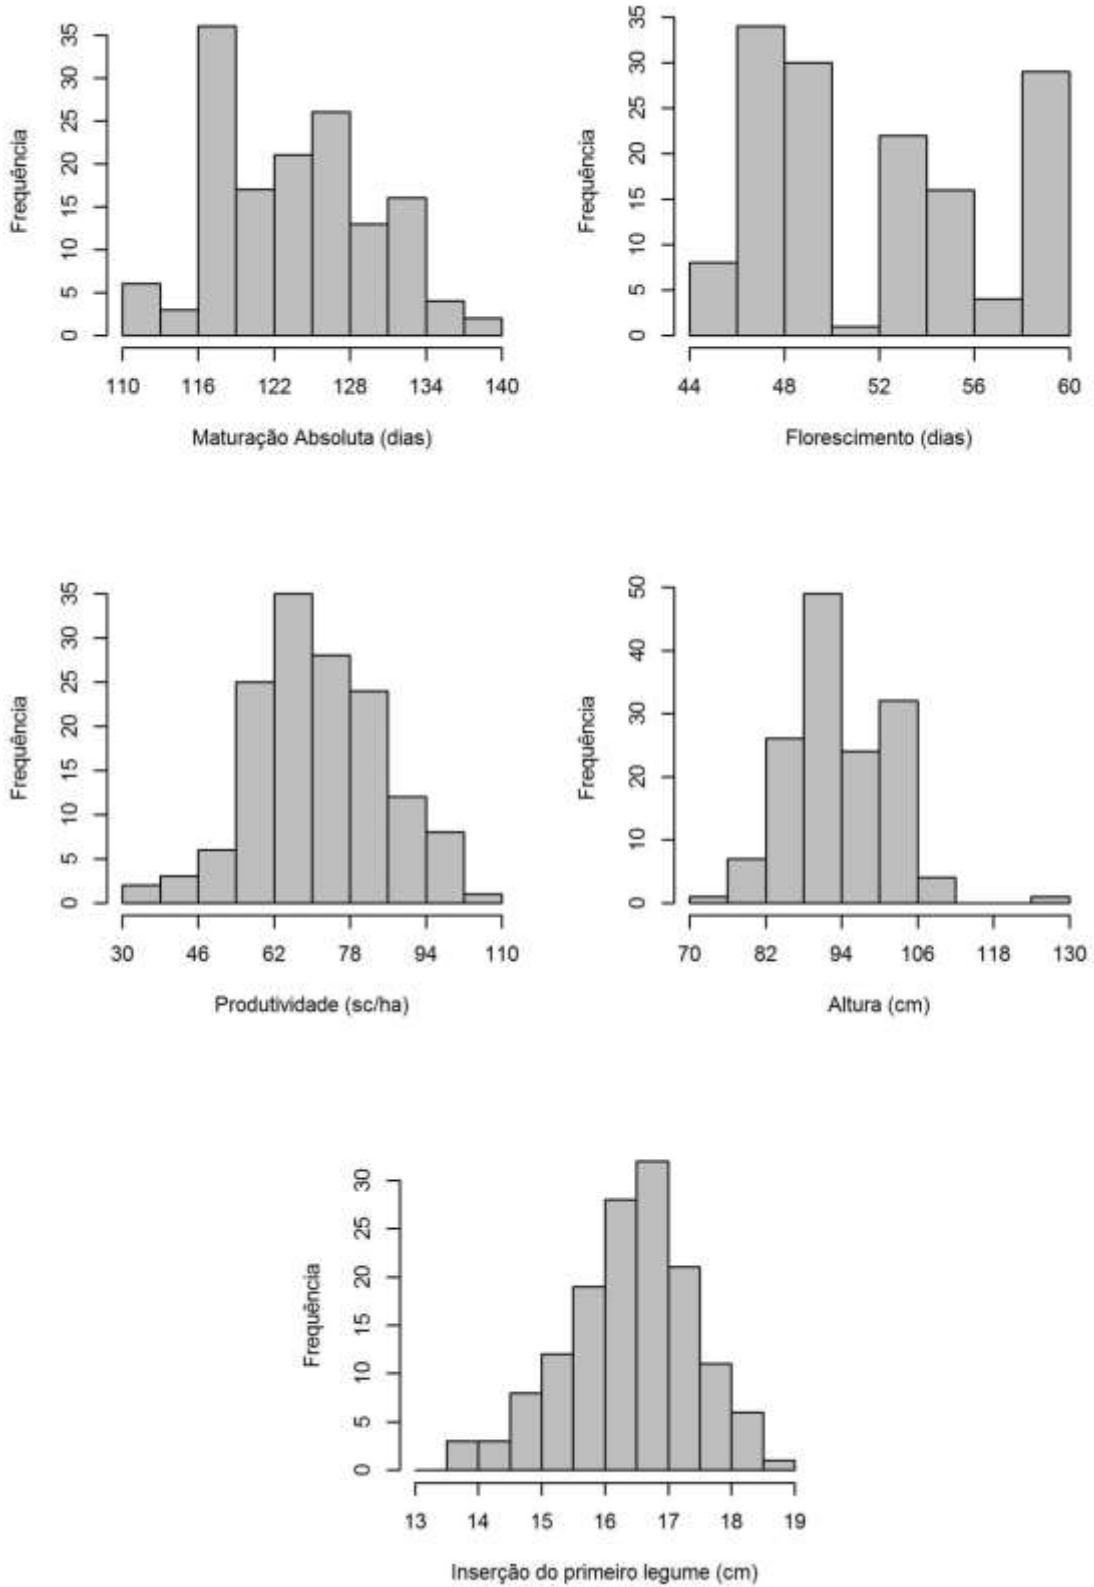 Frequência
0 5 10 15 20 25 30 35
110 116 122 128 134 140
Maturação Absoluta (dias)
Frequência
0 5 10 15 20 25 30 35
44 48 52 56 60
Florescimento (dias)
Frequência
0 5 10 15 20 25 30 35
30 46 62 78 94 110
Produtividade (sc/ha)
Frequência
0 10 20 30 40 50
70 82 94 106 118 130
Altura (cm)
Frequência
0 5 10 15 20 25 30
13 14 15 16 17 18 19
Inserção do primeiro legume (cm)